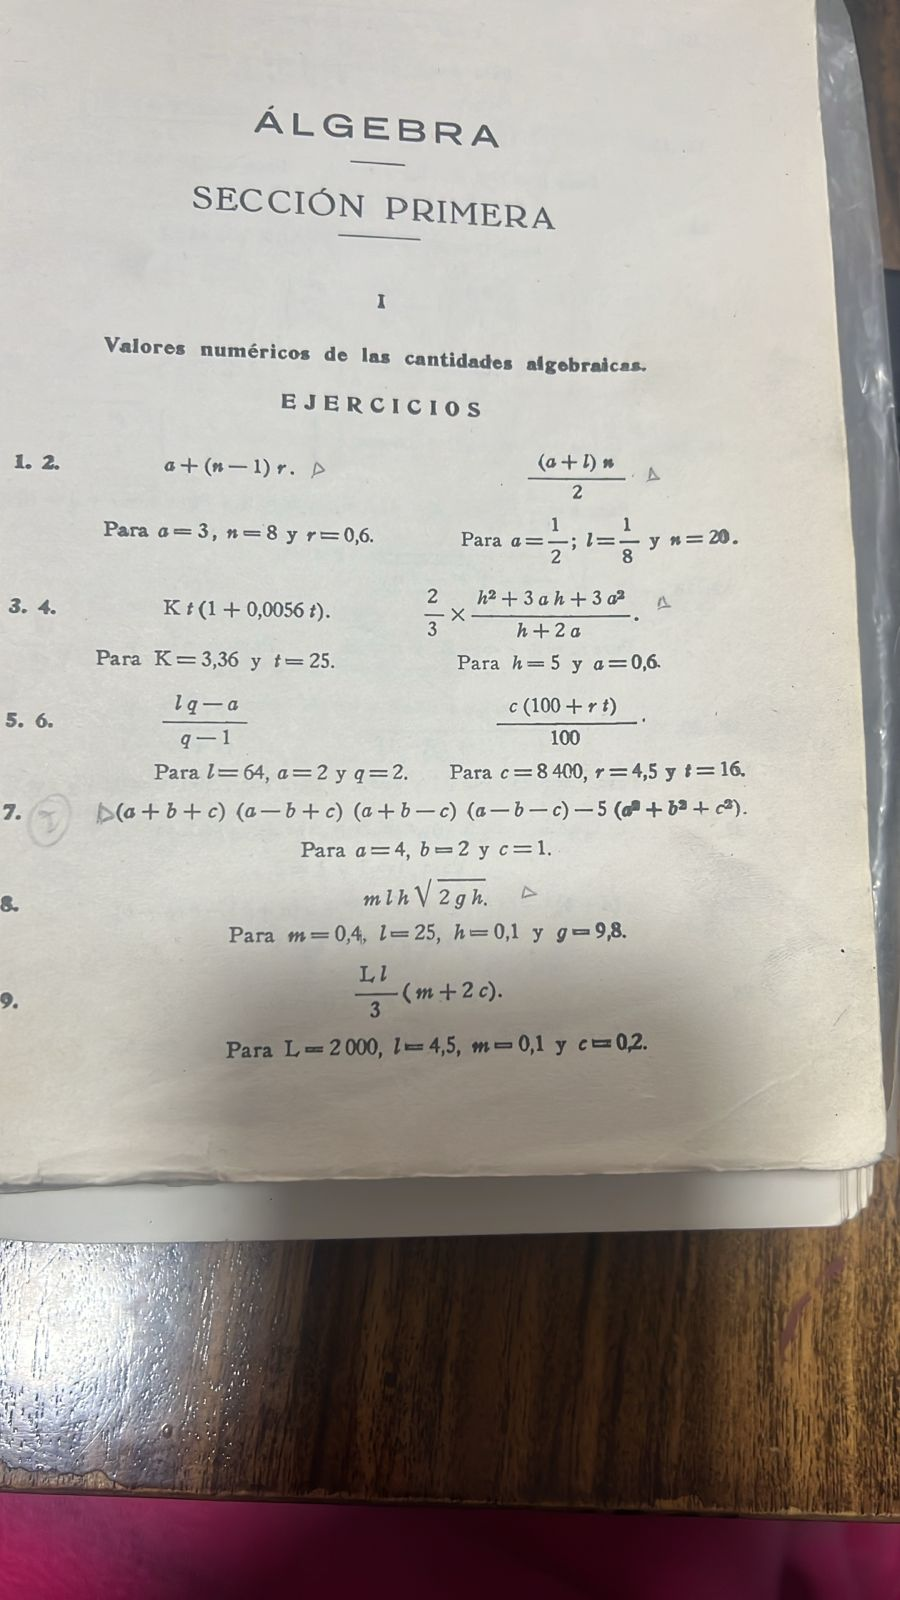 ÁLGEBRA
SECCIÓN PRIMERA
I
Valores numéricos de las cantidades algebraicas.
EJERCICIOS
1. 2. a + (n — 1) r. (a + l) n / 2
Para a = 3, n = 8 y r = 0,6. Para a = 1/2; l = 1/8 y n = 20.
3. 4. K t (1 + 0,0056 t). 2/3 × (h² + 3 a h + 3 a²) / (h + 2 a).
Para K = 3,36 y t = 25. Para h = 5 y a = 0,6.
5. 6. (l q — a) / (q — 1) c (100 + r t) / 100.
Para l = 64, a = 2 y q = 2. Para c = 8 400, r = 4,5 y t = 16.
7. (a + b + c) (a — b + c) (a + b — c) (a — b — c) — 5 (a² + b² + c²).
Para a = 4, b = 2 y c = 1.
8. m l h √2 g h.
Para m = 0,4, l = 25, h = 0,1 y g = 9,8.
9. L l / 3 (m + 2 c).
Para L = 2 000, l = 4,5, m = 0,1 y c = 0,2.